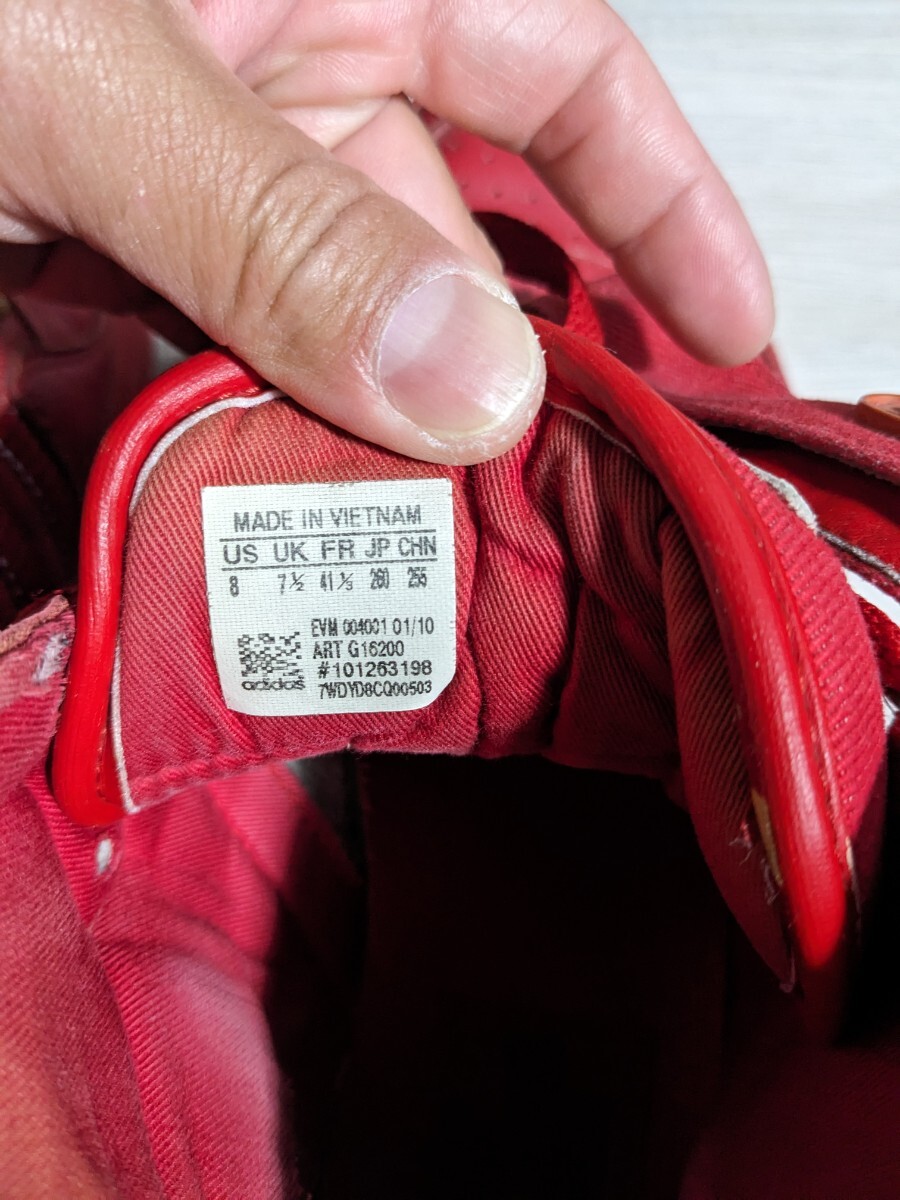 MADE IN VIETNAM
US UK FR JP CHN
8 7½ 41⅓ 260 255
EVM 004001 01/10
ART G16200
#101263198
adidas 7WDYD8CQ00503